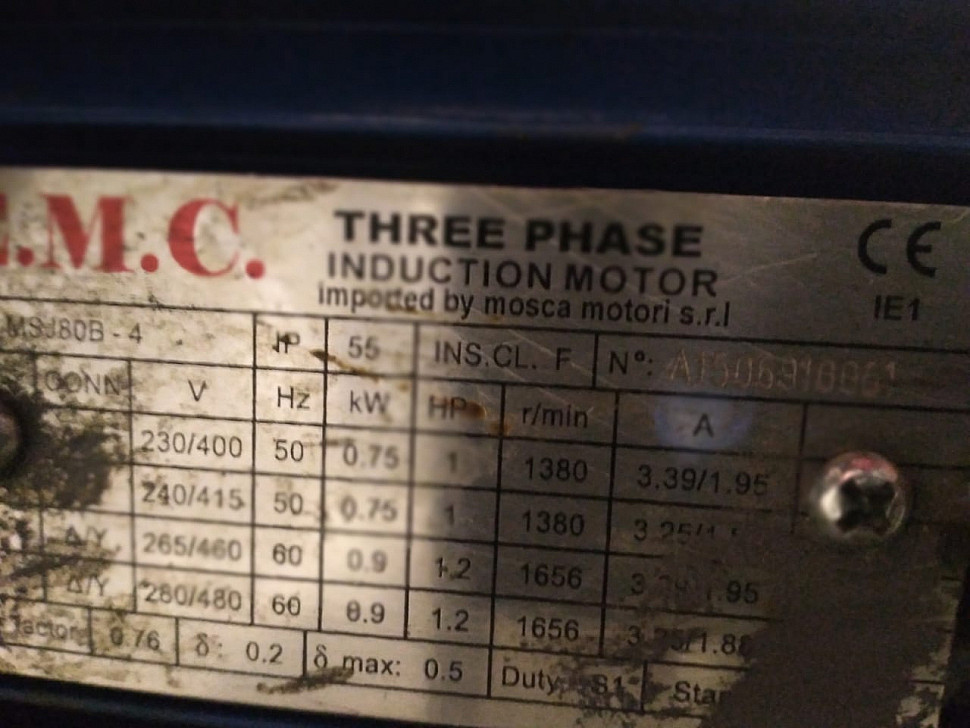 .M.C.
THREE PHASE
INDUCTION MOTOR
imported by mosca motori s.r.l
CE
IE1
MSJ80B - 4 IP 55 INS.CL. F Nº:
CONN V Hz kW HP r/min A
230/400 50 0.75 1 1380 3.39/1.95
240/415 50 0.75 1 1380
Δ/Y 265/460 60 0.9 1.2 1656
Δ/Y 280/480 60 0.9 1.2 1656
factor 0.76 δ: 0.2 δ max: 0.5 Duty S1